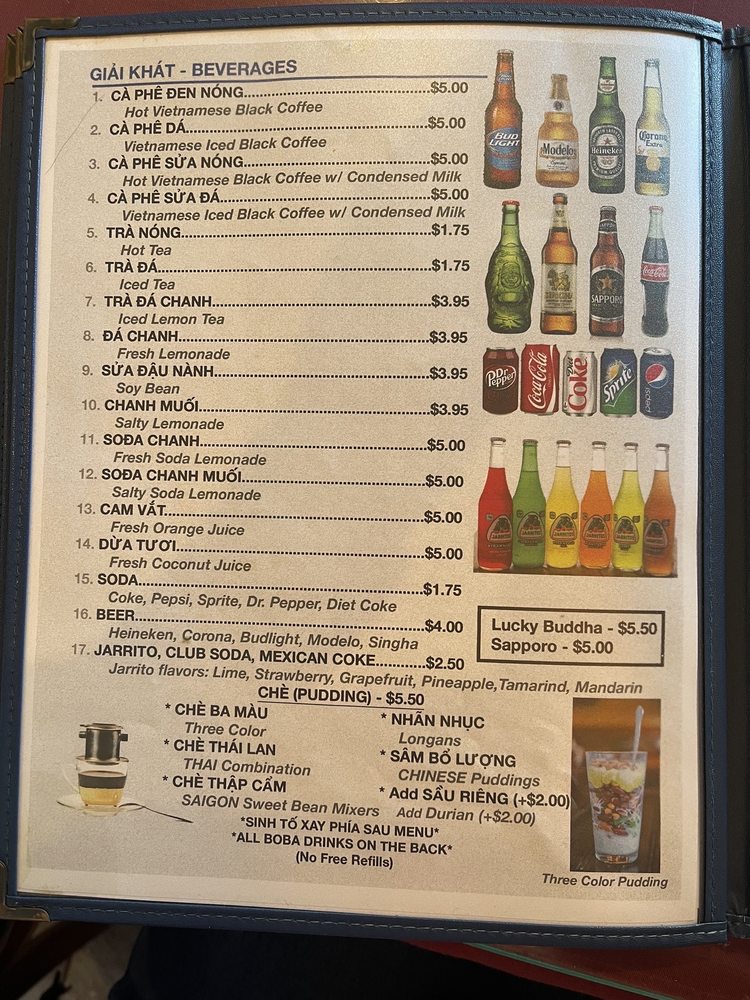 GIẢI KHÁT - BEVERAGES
1. CÀ PHÊ ĐEN NÓNG..............................$5.00
Hot Vietnamese Black Coffee
2. CÀ PHÊ DÁ..............................$5.00
Vietnamese Iced Black Coffee
3. CÀ PHÊ SỬA NÓNG..............................$5.00
Hot Vietnamese Black Coffee w/ Condensed Milk
4. CÀ PHÊ SỬA ĐÁ..............................$5.00
Vietnamese Iced Black Coffee w/ Condensed Milk
5. TRÀ NÓNG..............................$1.75
Hot Tea
6. TRÀ ĐÁ..............................$1.75
Iced Tea
7. TRÀ ĐÁ CHANH..............................$3.95
Iced Lemon Tea
8. ĐÁ CHANH..............................$3.95
Fresh Lemonade
9. SỬA ĐẬU NÀNH..............................$3.95
Soy Bean
10. CHANH MUỐI..............................$3.95
Salty Lemonade
11. SOĐA CHANH..............................$5.00
Fresh Soda Lemonade
12. SOĐA CHANH MUỐI..............................$5.00
Salty Soda Lemonade
13. CAM VẮT..............................$5.00
Fresh Orange Juice
14. DỪA TƯƠI..............................$5.00
Fresh Coconut Juice
15. SODA..............................$1.75
Coke, Pepsi, Sprite, Dr. Pepper, Diet Coke
16. BEER..............................$4.00
Heineken, Corona, Budlight, Modelo, Singha
17. JARRITO, CLUB SODA, MEXICAN COKE............$2.50
Jarrito flavors: Lime, Strawberry, Grapefruit, Pineapple,Tamarind, Mandarin
BUD LIGHT
Modelo
Especial
Heineken
Corona
Extra
SAPPORO
Coca-Cola
Dr Pepper
Coca-Cola
Diet Coke
Sprite
pepsi
JARRITOS
JARRITOS
JARRITOS
JARRITOS
JARRITOS
JARRITOS
Lucky Buddha - $5.50
Sapporo - $5.00
CHÈ (PUDDING) - $5.50
* CHÈ BA MÀU
Three Color
* CHÈ THÁI LAN
THAI Combination
* CHÈ THẬP CẨM
SAIGON Sweet Bean Mixers
* NHÃN NHỤC
Longans
* SÂM BỔ LƯỢNG
CHINESE Puddings
* Add SẦU RIÊNG (+$2.00)
Add Durian (+$2.00)
*SINH TỐ XAY PHÍA SAU MENU*
*ALL BOBA DRINKS ON THE BACK*
(No Free Refills)
Three Color Pudding